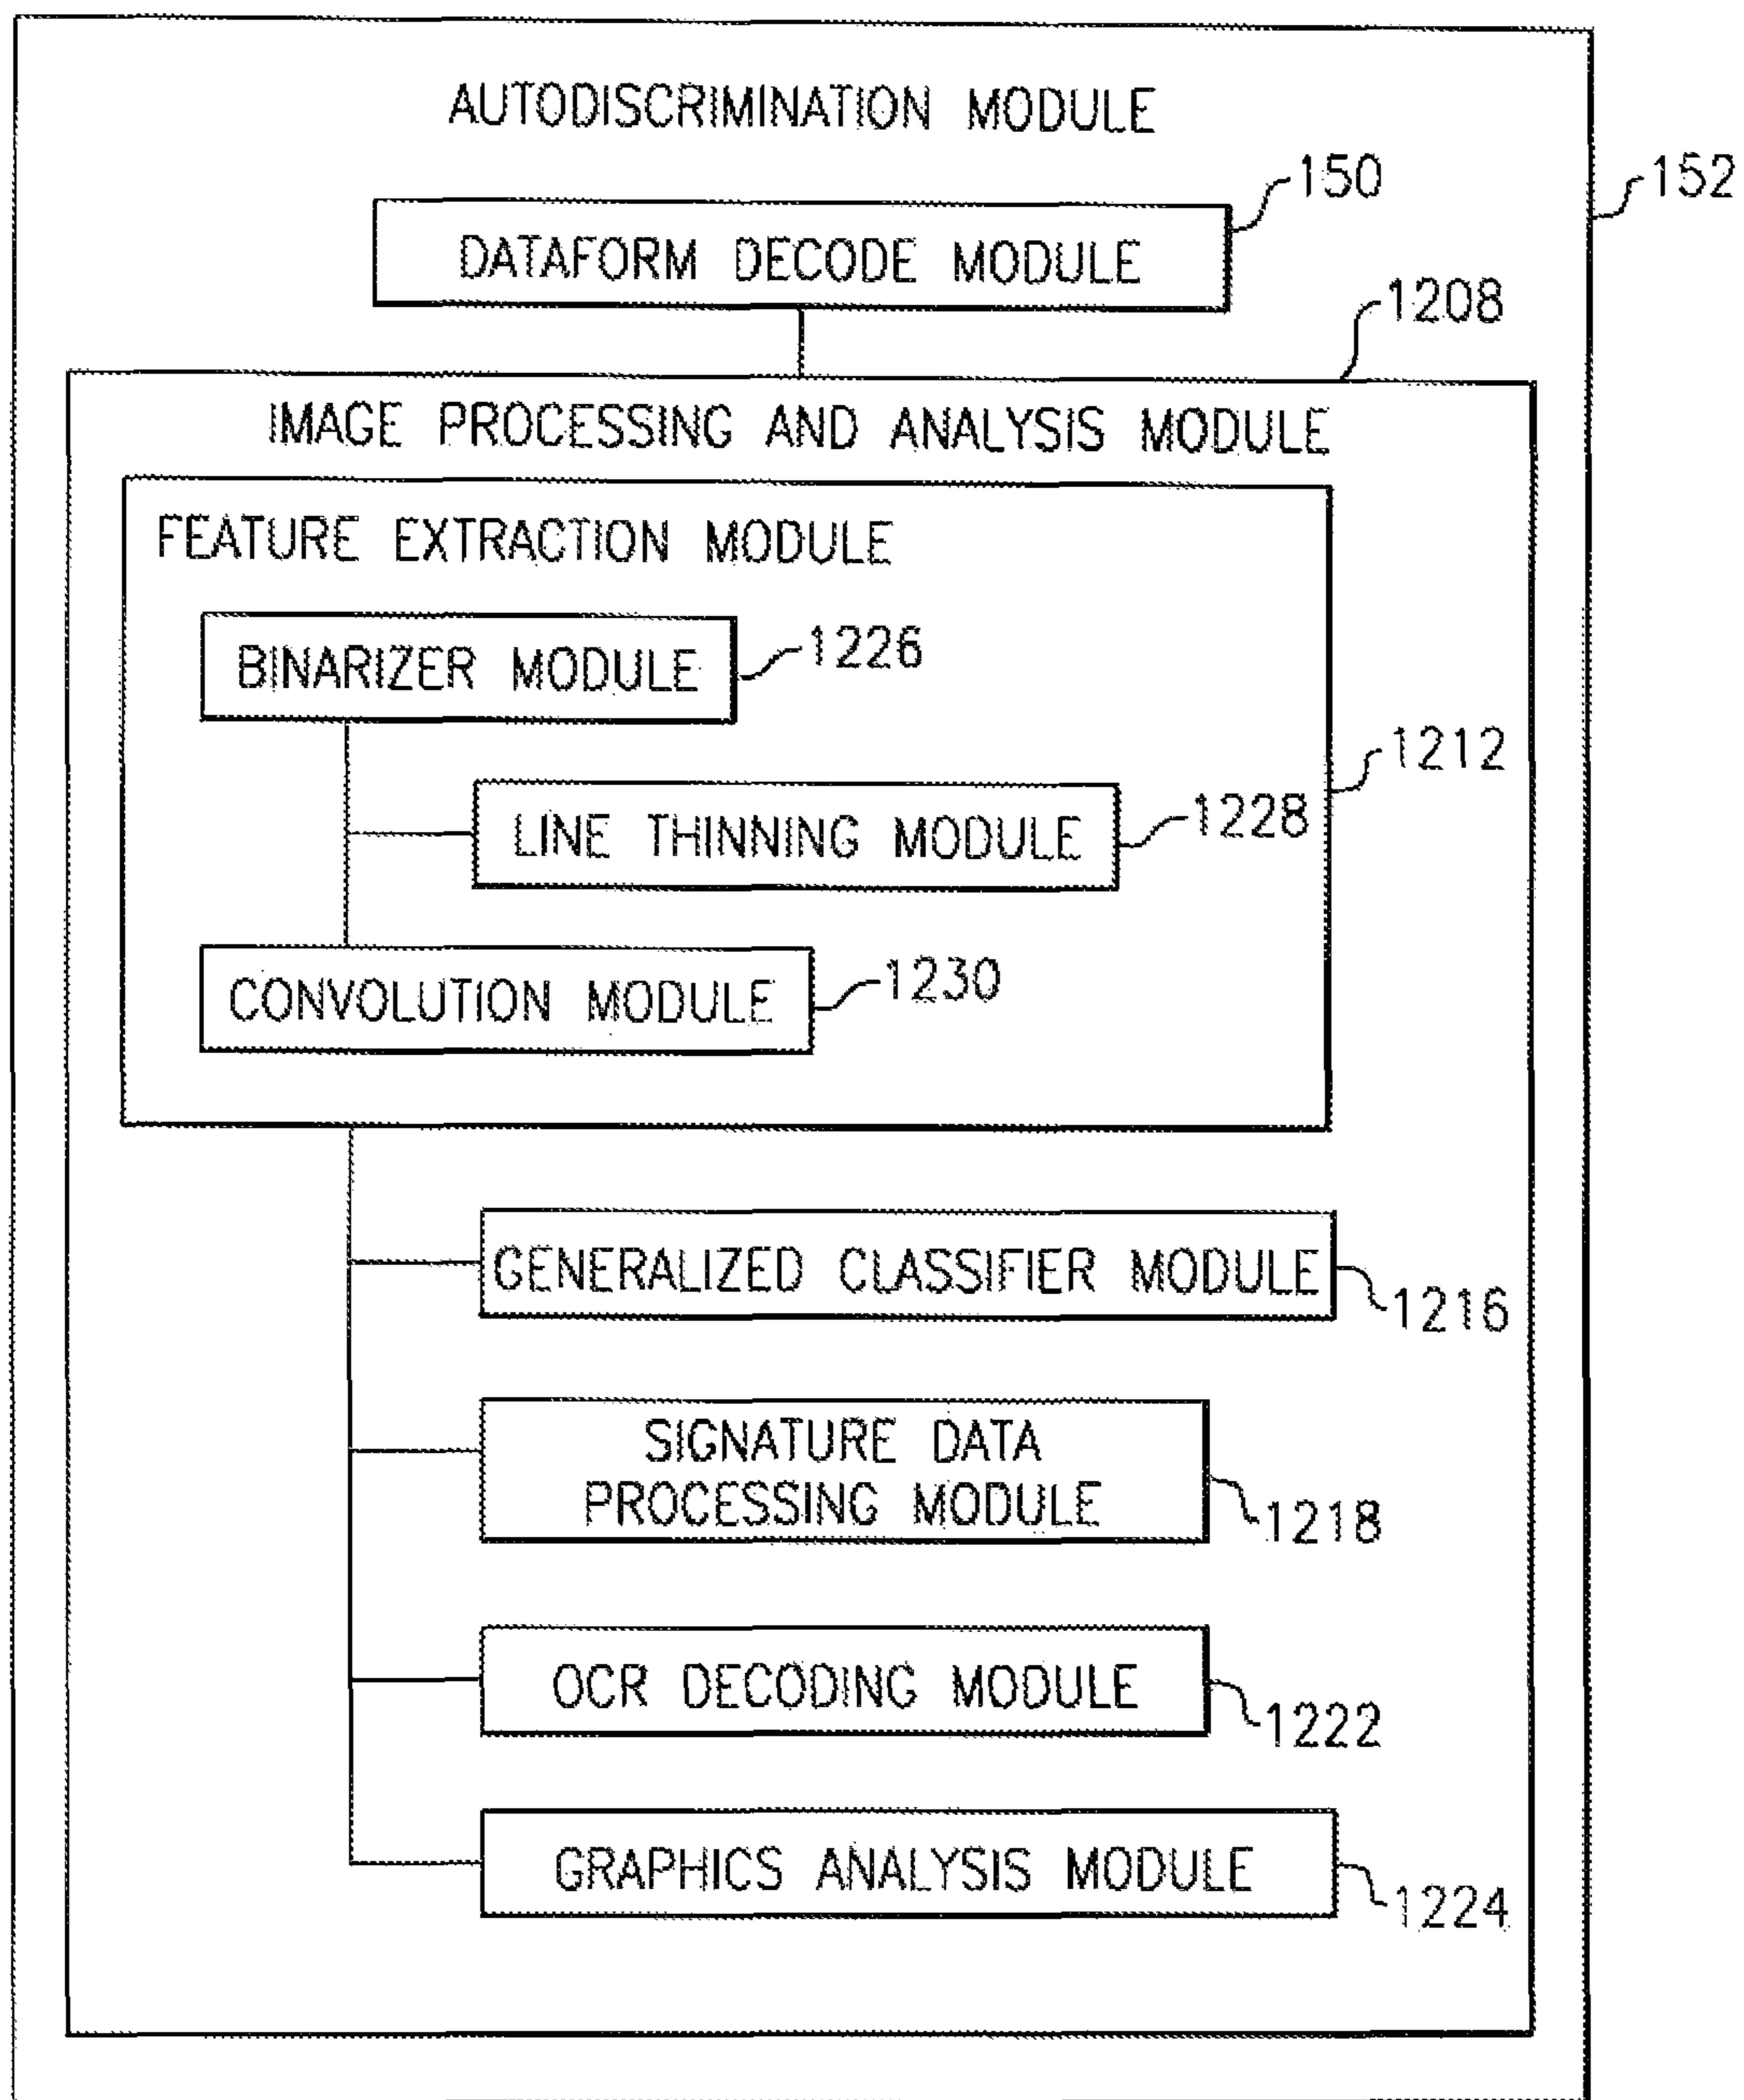 AUTODISCRIMINATION MODULE
150
152
DATAFORM DECODE MODULE
1208
IMAGE PROCESSING AND ANALYSIS MODULE
FEATURE EXTRACTION MODULE
BINARIZER MODULE
1226
1212
LINE THINNING MODULE
1228
CONVOLUTION MODULE
1230
GENERALIZED CLASSIFIER MODULE
1216
SIGNATURE DATA
PROCESSING MODULE
1218
OCR DECODING MODULE
1222
GRAPHICS ANALYSIS MODULE
1224